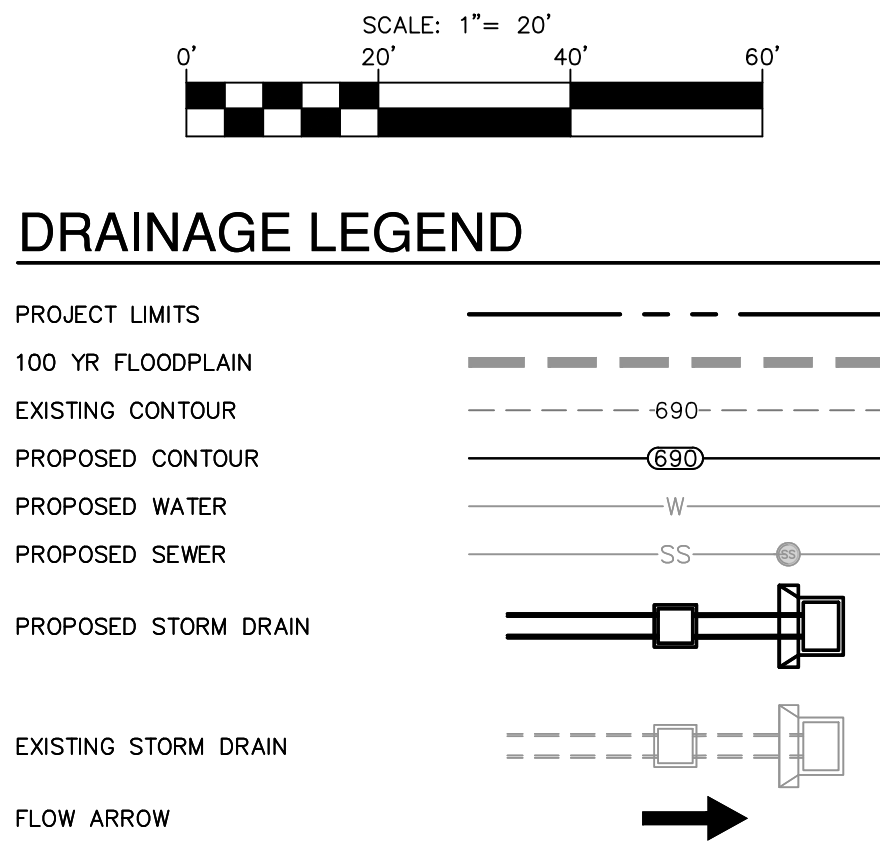 SCALE: 1"= 20'
0' 20' 40' 60'
DRAINAGE LEGEND
PROJECT LIMITS
100 YR FLOODPLAIN
EXISTING CONTOUR 690
PROPOSED CONTOUR 690
PROPOSED WATER W
PROPOSED SEWER SS SS
PROPOSED STORM DRAIN
EXISTING STORM DRAIN
FLOW ARROW